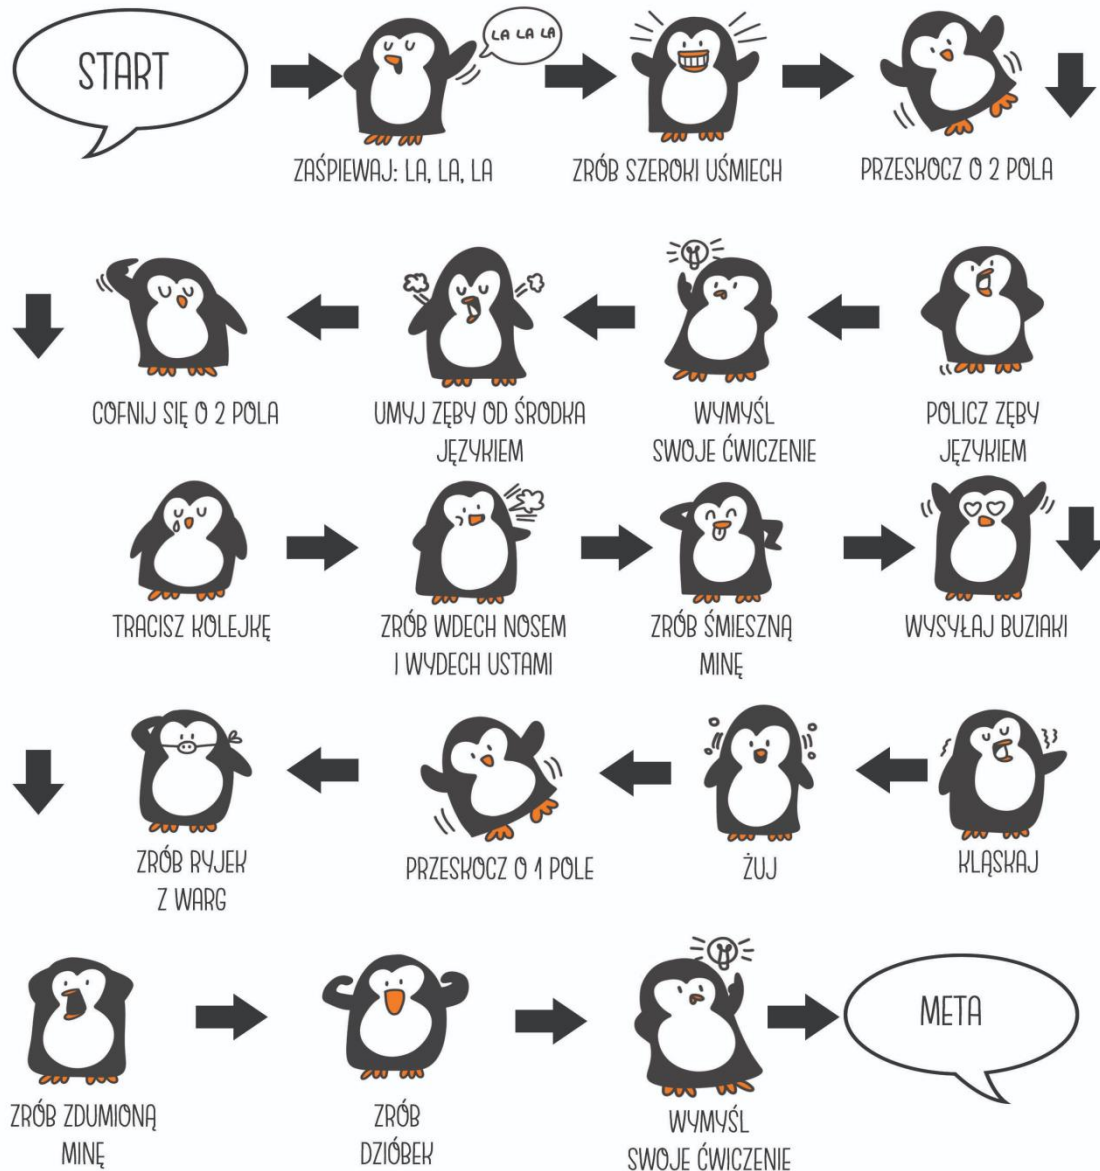 START
LA LA LA
ZAŚPIEWAJ: LA, LA, LA
ZRÓB SZEROKI UŚMIECH
PRZESKOCZ O 2 POLA
COFNIJ SIĘ O 2 POLA
UMYJ ZĘBY OD ŚRODKA
JĘZYKIEM
WYMYŚL
SWOJE ĆWICZENIE
POLICZ ZĘBY
JĘZYKIEM
TRACISZ KOLEJKĘ
ZRÓB WDECH NOSEM
I WYDECH USTAMI
ZRÓB ŚMIESZNĄ
MINĘ
WYSYŁAJ BUZIAKI
ZRÓB RYJEK
Z WARG
PRZESKOCZ O 1 POLE
ŻUJ
KLĄSKAJ
ZRÓB ZDUMIONĄ
MINĘ
ZRÓB
DZIÓBEK
WYMYŚL
SWOJE ĆWICZENIE
META